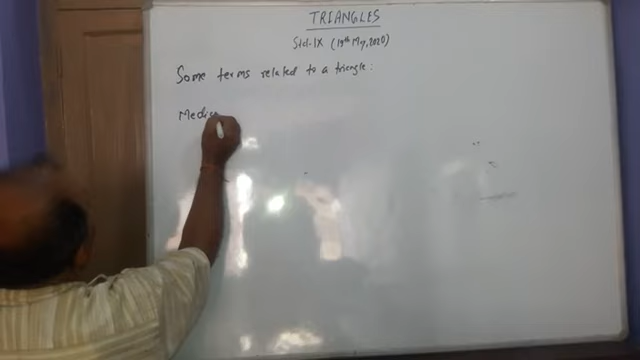 TRIANGLES
Std-IX (19th May, 2020)
Some terms related to a triangle:
Media